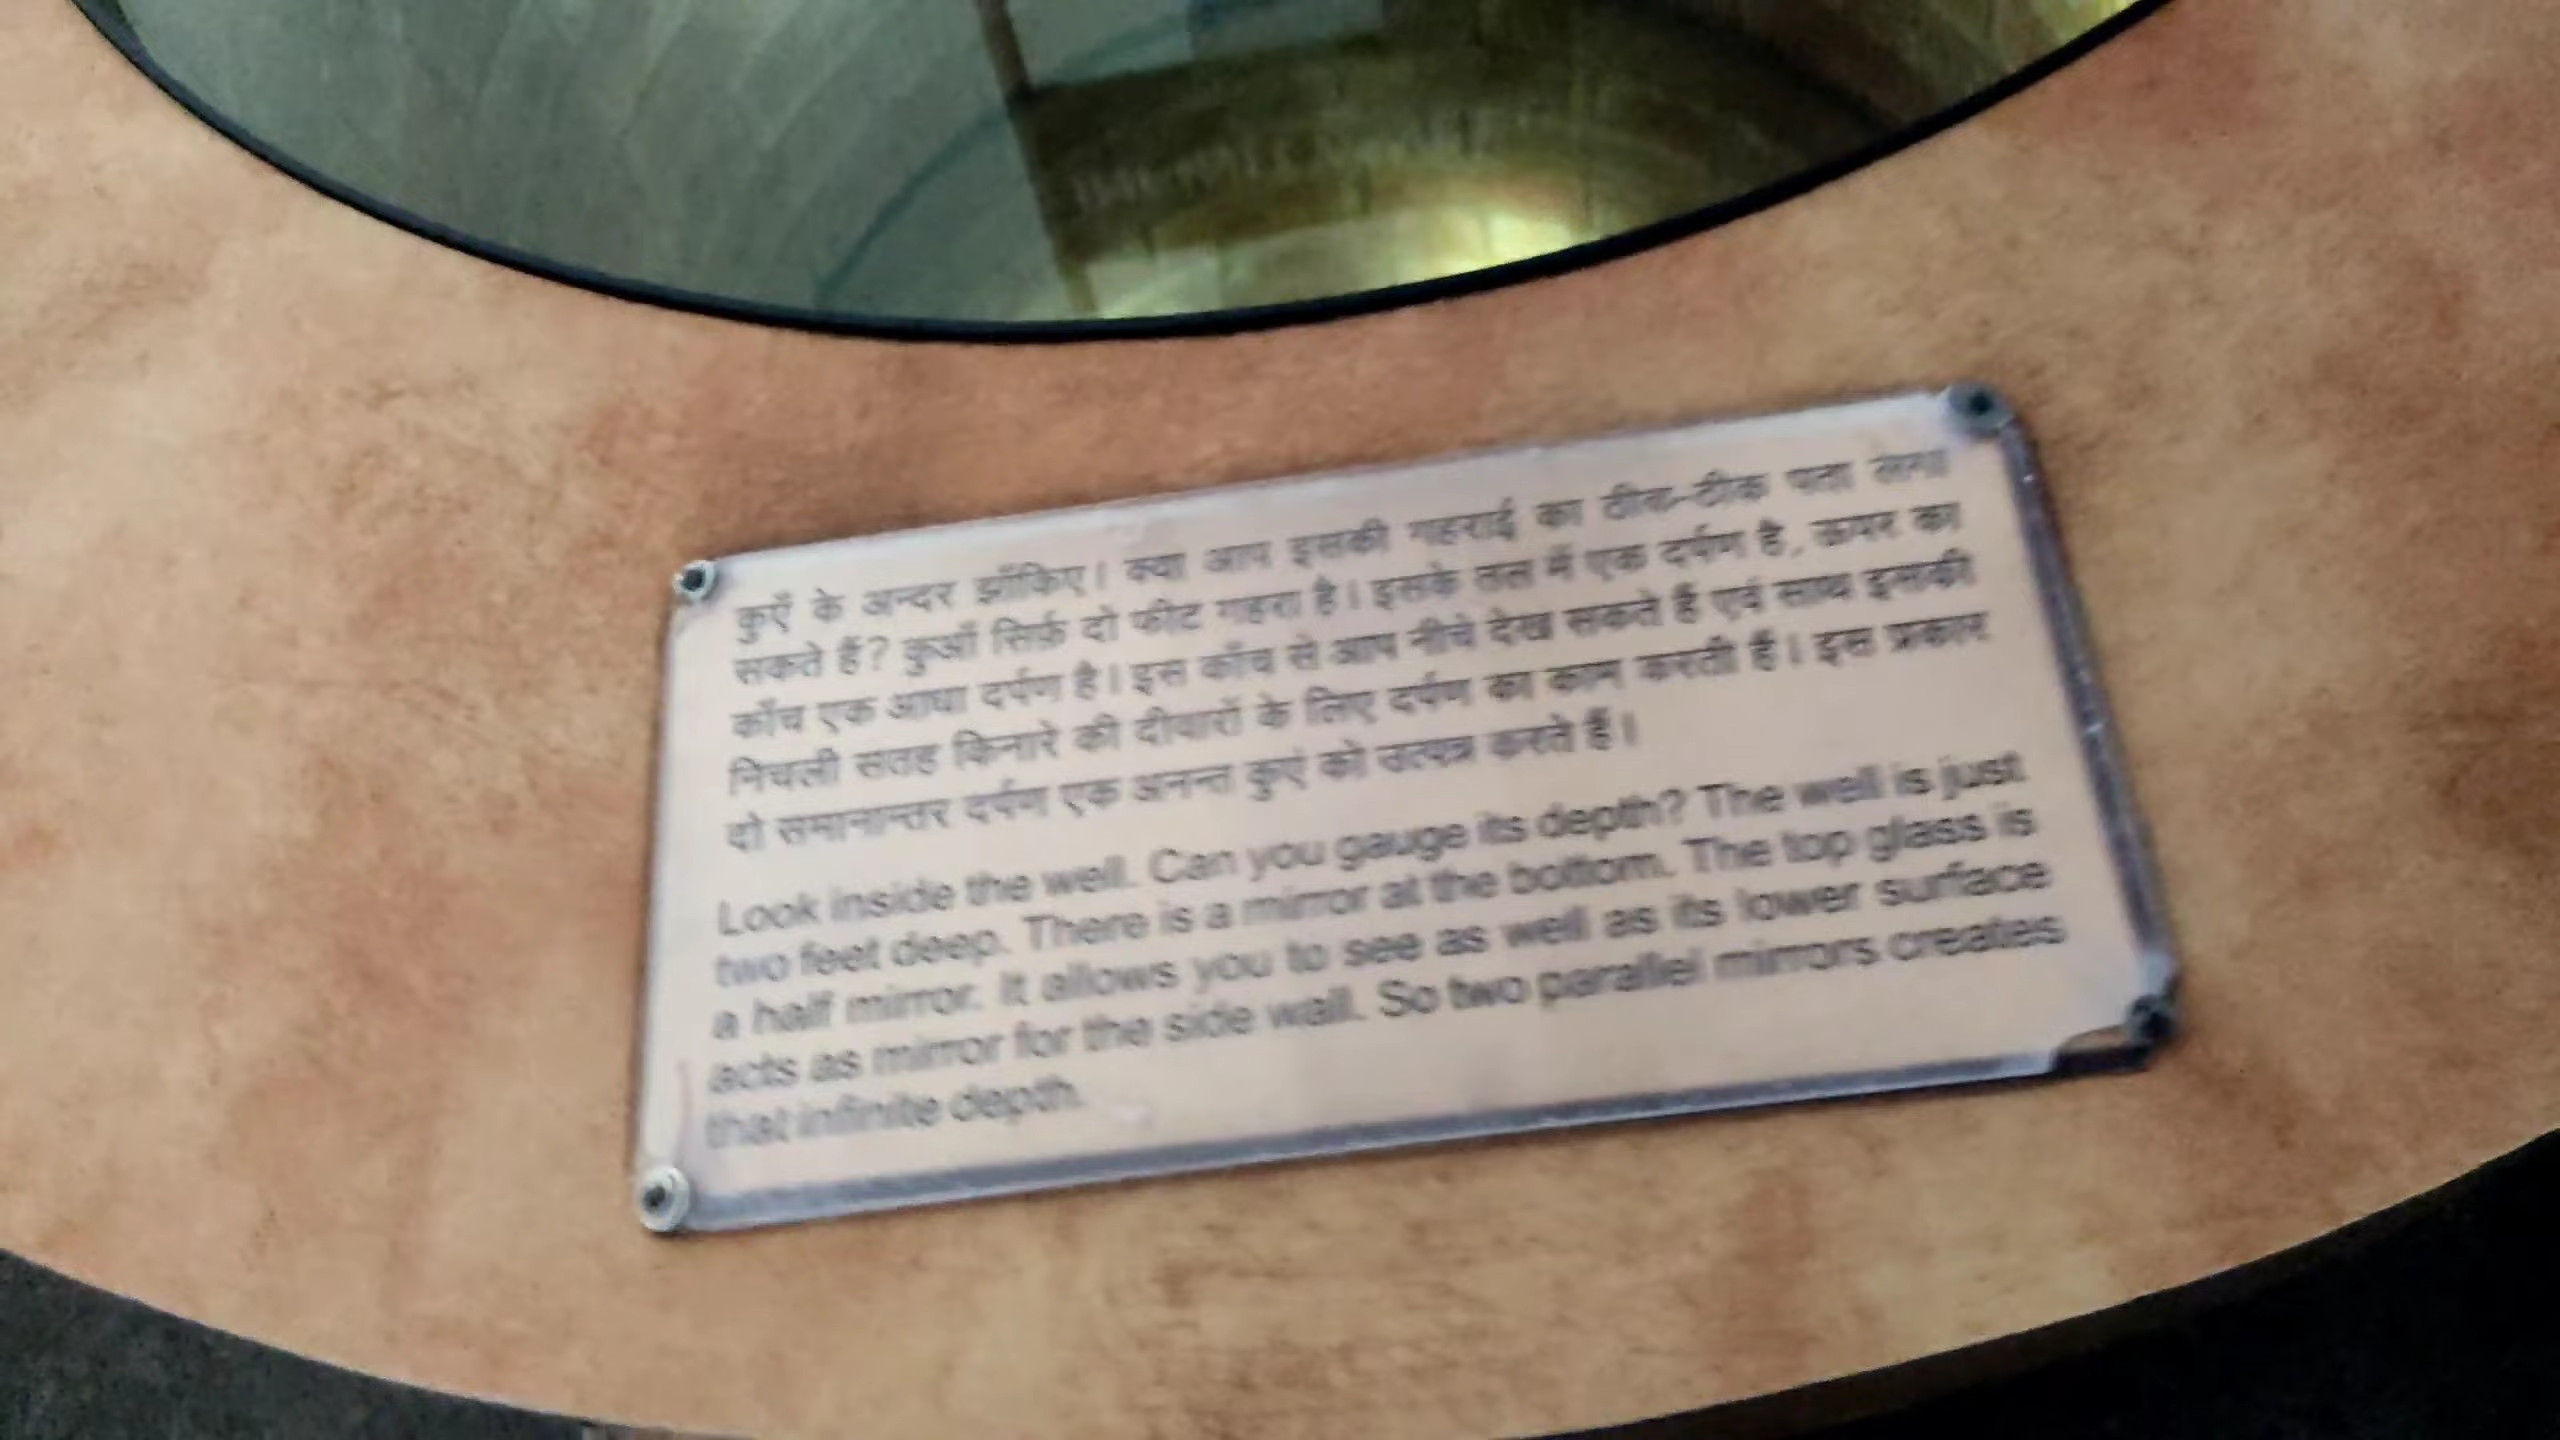 कुएँ के अन्दर झाँकिए। क्या आप इसकी गहराई का ठीक-ठीक पता लगा
सकते हैं? कुआँ सिर्फ़ दो फीट गहरा है। इसके तल में एक दर्पण है, ऊपर का
काँच एक आधा दर्पण है। इस काँच से आप नीचे देख सकते हैं एवं साथ इसकी
निचली सतह किनारे की दीवारों के लिए दर्पण का काम करती हैं। इस प्रकार
दो समानान्तर दर्पण एक अनन्त कुएं को उत्पन्न करते हैं।
Look inside the well. Can you gauge its depth? The well is just
two feet deep. There is a mirror at the bottom. The top glass is
a half mirror. It allows you to see as well as its lower surface
acts as mirror for the side wall. So two parallel mirrors creates
that infinite depth.